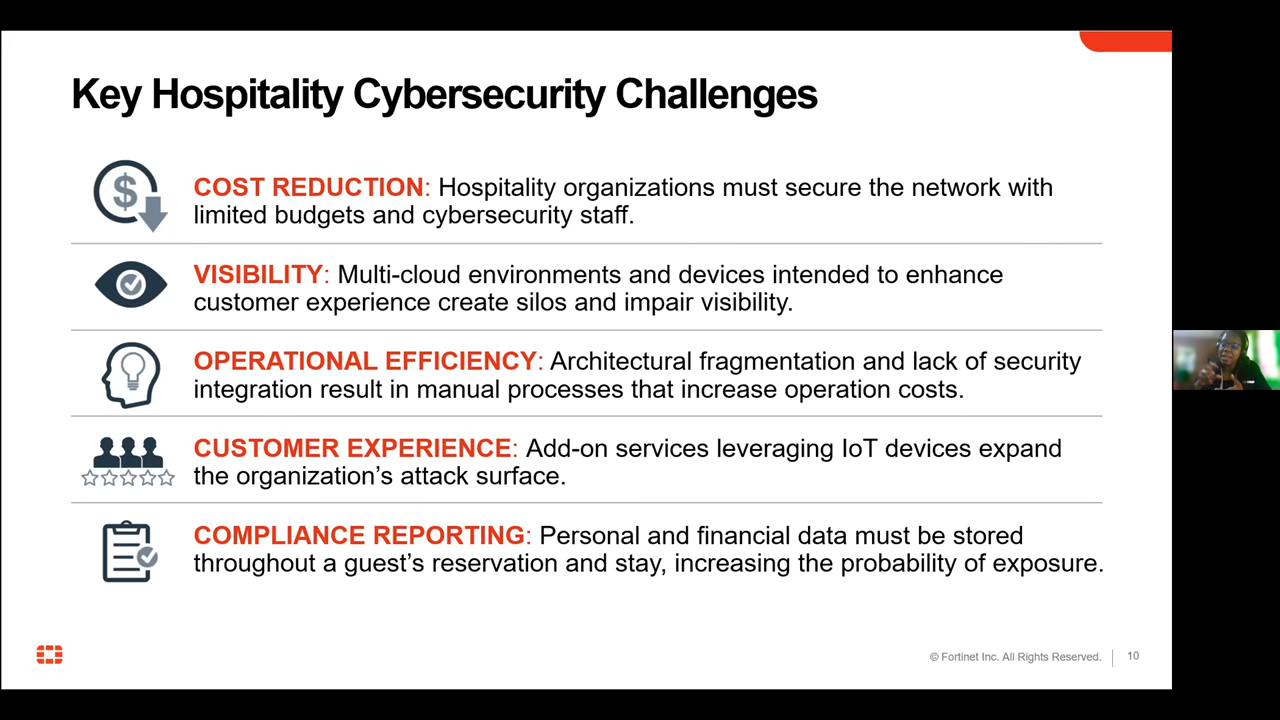 Key Hospitality Cybersecurity Challenges
COST REDUCTION: Hospitality organizations must secure the network with
limited budgets and cybersecurity staff.
VISIBILITY: Multi-cloud environments and devices intended to enhance
customer experience create silos and impair visibility.
OPERATIONAL EFFICIENCY: Architectural fragmentation and lack of security
integration result in manual processes that increase operation costs.
CUSTOMER EXPERIENCE: Add-on services leveraging IoT devices expand
the organization’s attack surface.
COMPLIANCE REPORTING: Personal and financial data must be stored
throughout a guest’s reservation and stay, increasing the probability of exposure.
© Fortinet Inc. All Rights Reserved. 10